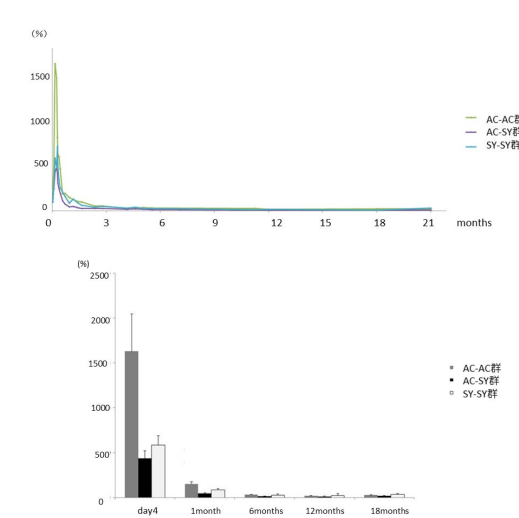 (%)
1500
1000
500
0
0 3 6 9 12 15 18 21 months
AC-AC群
AC-SY群
SY-SY群
(%)
2500
2000
1500
1000
500
0
day4 1month 6months 12months 18months
AC-AC群
AC-SY群
SY-SY群